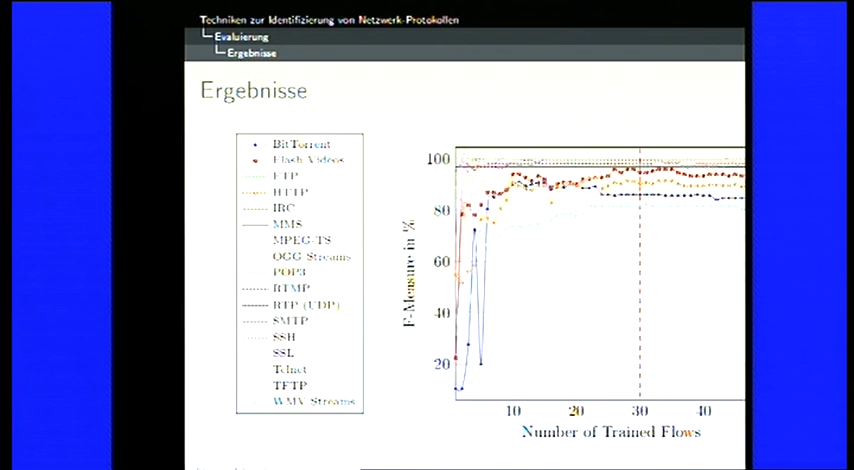 Techniken zur Identifizierung von Netzwerk-Protokollen
Evaluierung
Ergebnisse
Ergebnisse
BitTorrent
Flash Videos
FTP
HTTP
IRC
MMS
MPEG-TS
OGG Streams
POP3
RTMP
RTP (UDP)
SMTP
SSH
SSL
Telnet
TFTP
WMV Streams
F-Measure in %
100
80
60
40
20
10 20 30 40
Number of Trained Flows